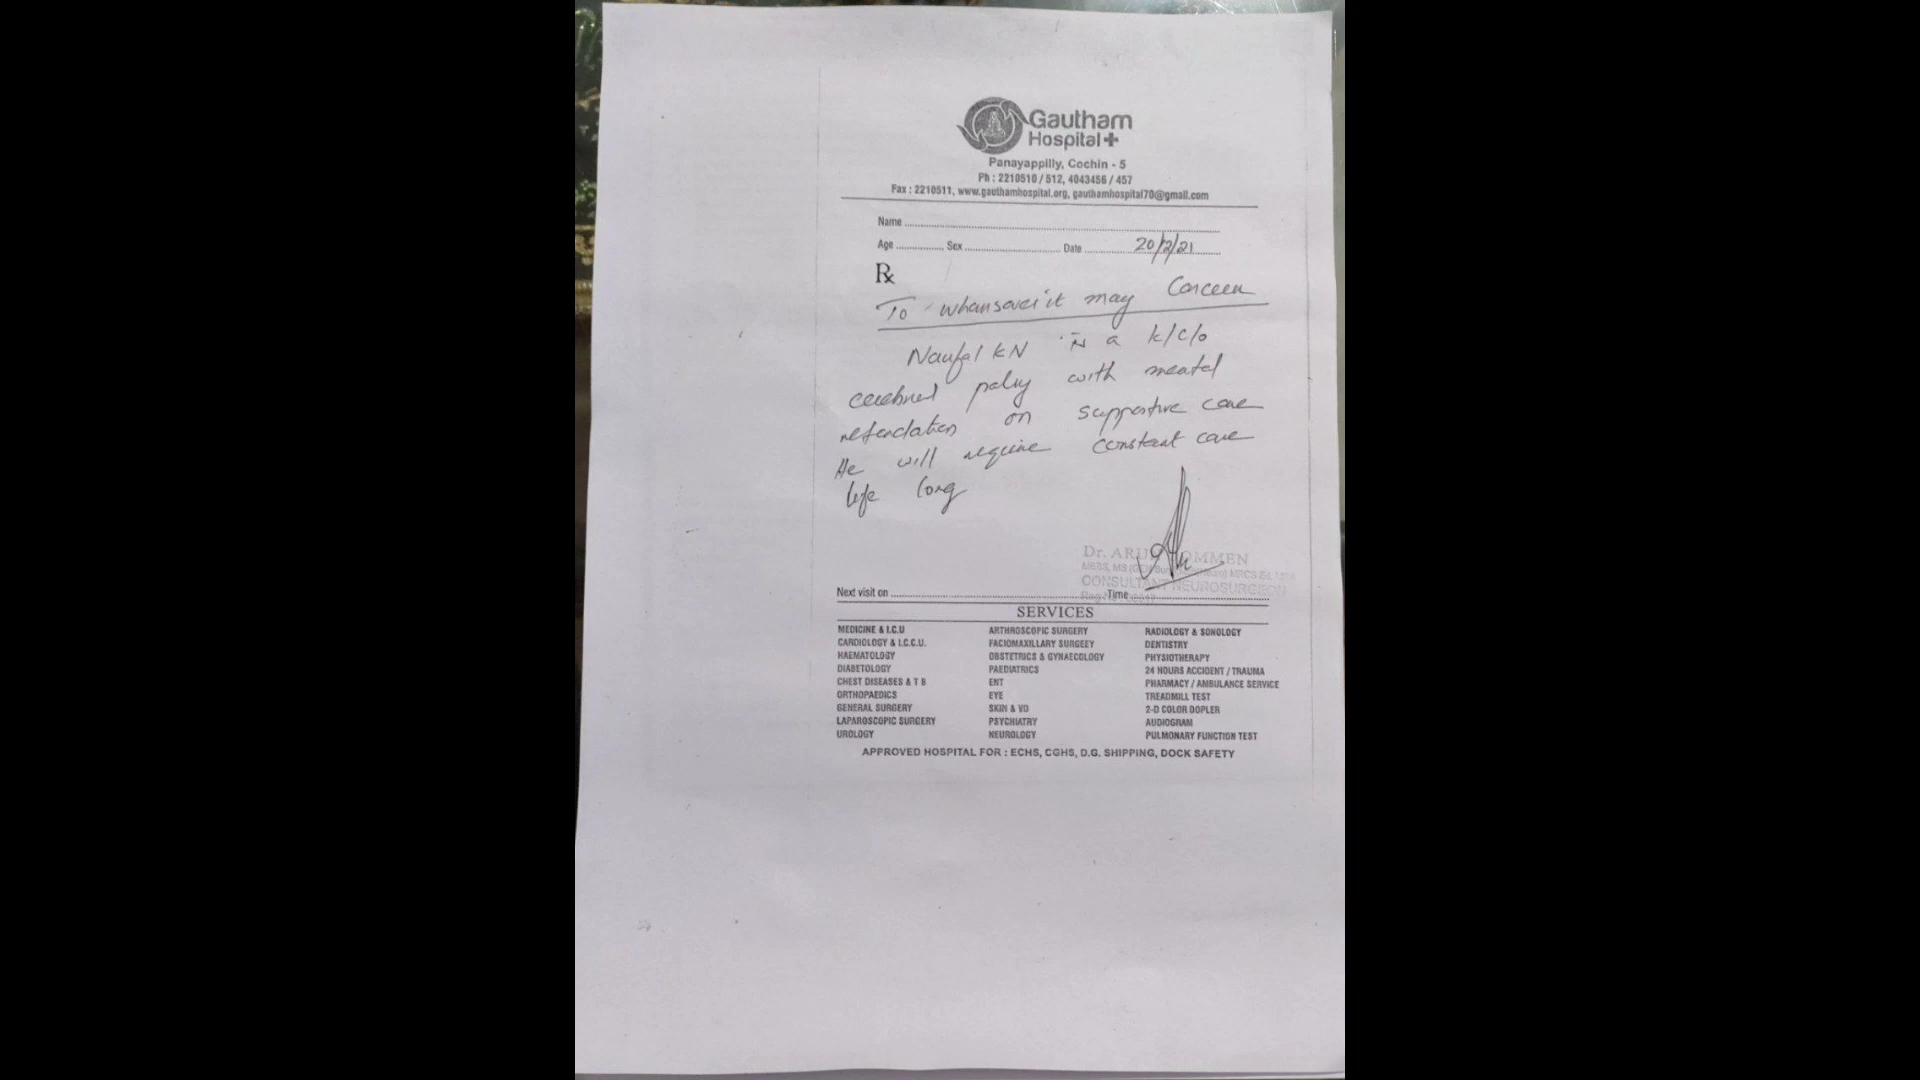 Gautham
Hospital
Panayappilly, Cochin - 5
Ph : 2210510 / 512, 4043456 / 457
Fax : 2210511, www.gauthamhospital.org, gauthamhospital70@gmail.com
Name
Age Sex Date 20/2/21
Rx
To whomsoever it may Concern
Naufal KN is a k/c/o
cerebral palsy with mental
retardation on supportive care
He will require constant care
life long
Dr. ARU OMMEN
CONSULTANT NEUROSURGEON
Next visit on Time
SERVICES
MEDICINE & I.C.U ARTHROSCOPIC SURGERY RADIOLOGY & SONOLOGY
CARDIOLOGY & I.C.C.U. FACIOMAXILLARY SURGEEY DENTISTRY
HAEMATOLOGY OBSTETRICS & GYNAECOLOGY PHYSIOTHERAPY
DIABETOLOGY PAEDIATRICS 24 HOURS ACCIDENT / TRAUMA
CHEST DISEASES & T B ENT PHARMACY / AMBULANCE SERVICE
ORTHOPAEDICS EYE TREADMILL TEST
GENERAL SURGERY SKIN & VD 2-D COLOR DOPLER
LAPAROSCOPIC SURGERY PSYCHIATRY AUDIOGRAM
UROLOGY NEUROLOGY PULMONARY FUNCTION TEST
APPROVED HOSPITAL FOR : ECHS, CGHS, D.G. SHIPPING, DOCK SAFETY